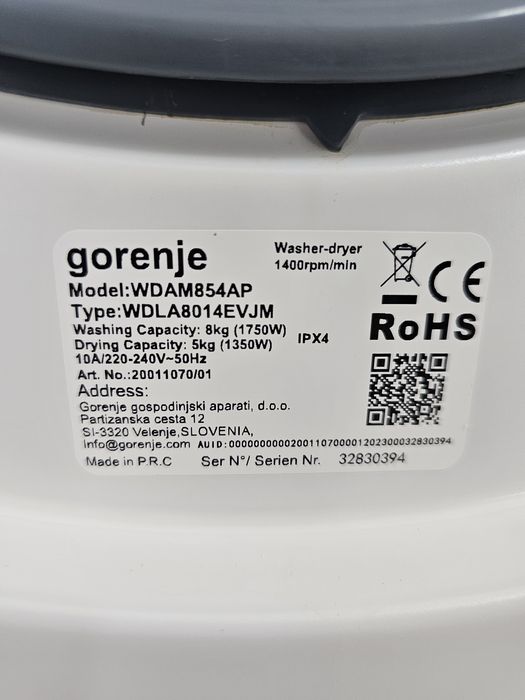 gorenje
Washer-dryer
1400rpm/min
Model:WDAM854AP
Type:WDLA8014EVJM
Washing Capacity: 8kg (1750W)
Drying Capacity: 5kg (1350W)
IPX4
10A/220-240V~50Hz
Art. No.:20011070/01
CE
RoHS
Address:
Gorenje gospodinjski aparati, d.o.o.
Partizanska cesta 12
SI-3320 Velenje,SLOVENIA,
Info@gorenje.com AUID:00000000000200110700001202300032830394
Made in P.R.C Ser N°/ Serien Nr. 32830394